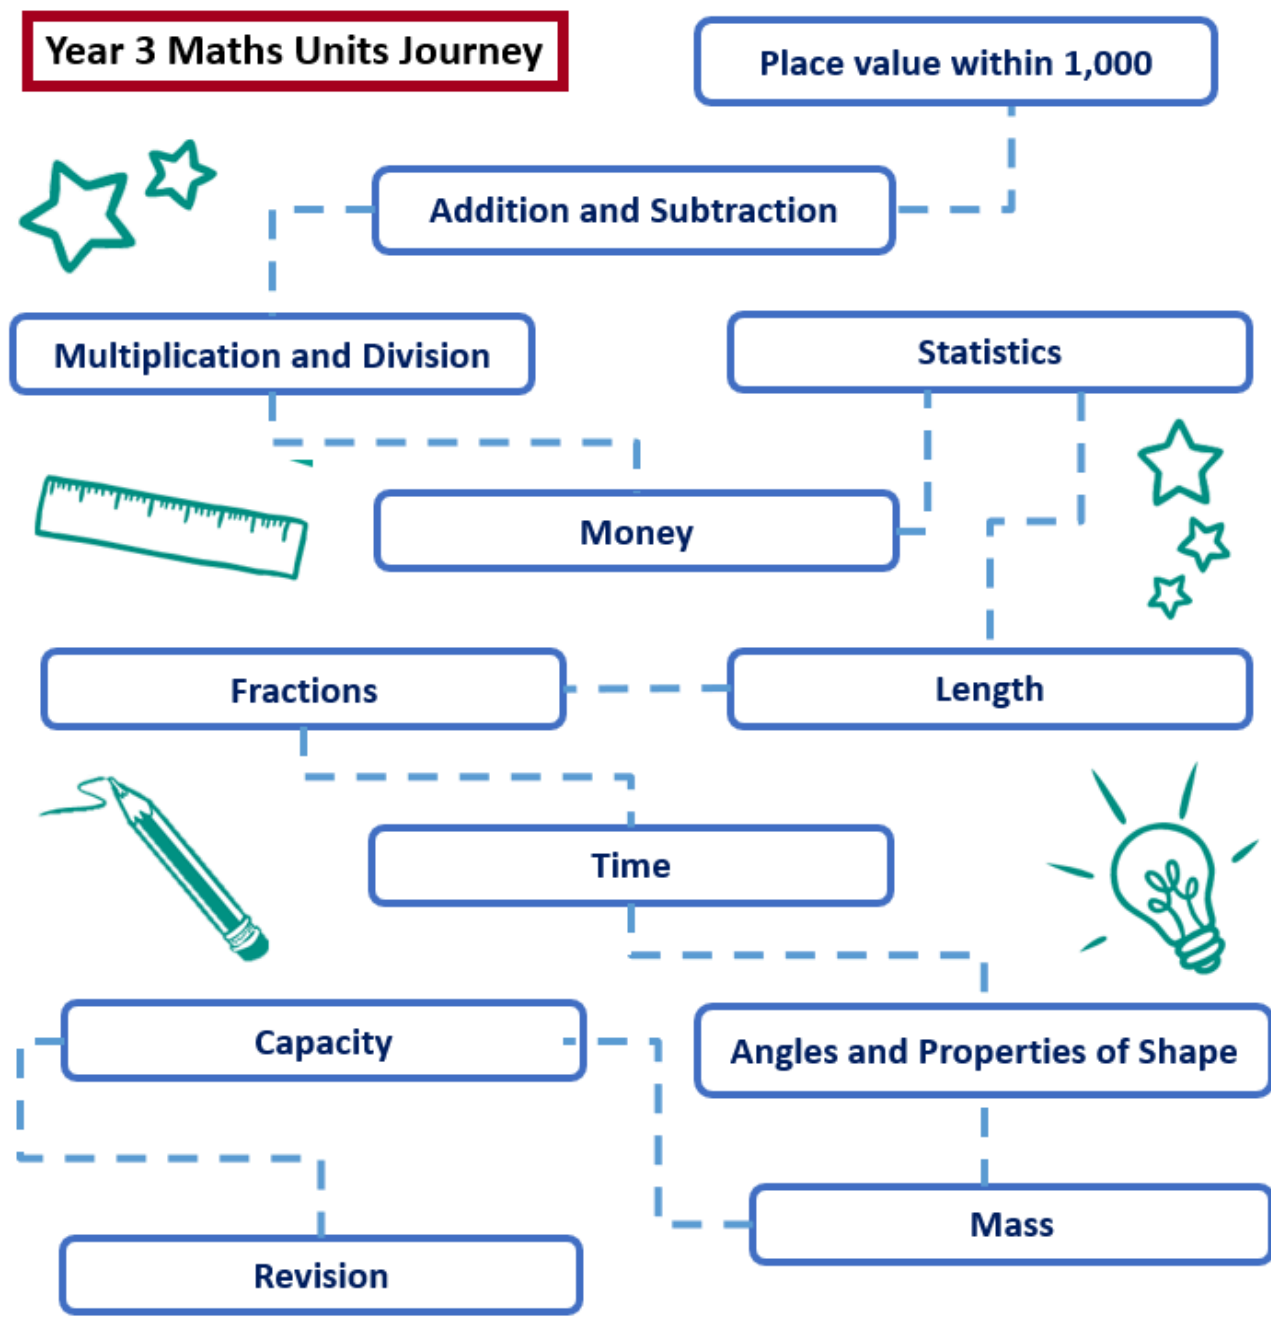 Year 3 Maths Units Journey
Place value within 1,000
Addition and Subtraction
Multiplication and Division
Statistics
Money
Fractions
Length
Time
Capacity
Angles and Properties of Shape
Mass
Revision